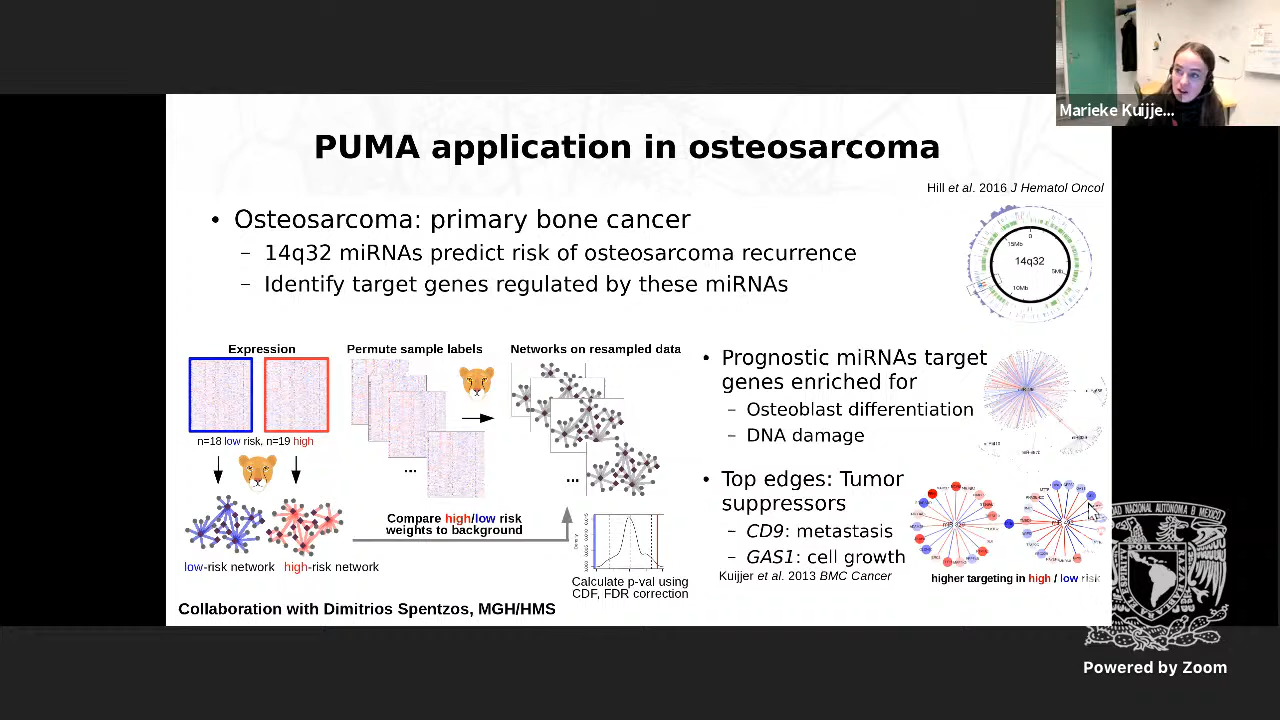 Marieke Kuijje...
PUMA application in osteosarcoma
Hill et al. 2016 J Hematol Oncol
• Osteosarcoma: primary bone cancer
– 14q32 miRNAs predict risk of osteosarcoma recurrence
– Identify target genes regulated by these miRNAs
0
15Mb
14q32
5Mb
10Mb
Expression
Permute sample labels
Networks on resampled data
n=18 low risk, n=19 high
...
...
Compare high/low risk
weights to background
low-risk network
high-risk network
Calculate p-val using
CDF, FDR correction
• Prognostic miRNAs target
genes enriched for
– Osteoblast differentiation
– DNA damage
• Top edges: Tumor
suppressors
– CD9: metastasis
– GAS1: cell growth
Kuijjer et al. 2013 BMC Cancer
higher targeting in high / low risk
Collaboration with Dimitrios Spentzos, MGH/HMS
Powered by Zoom